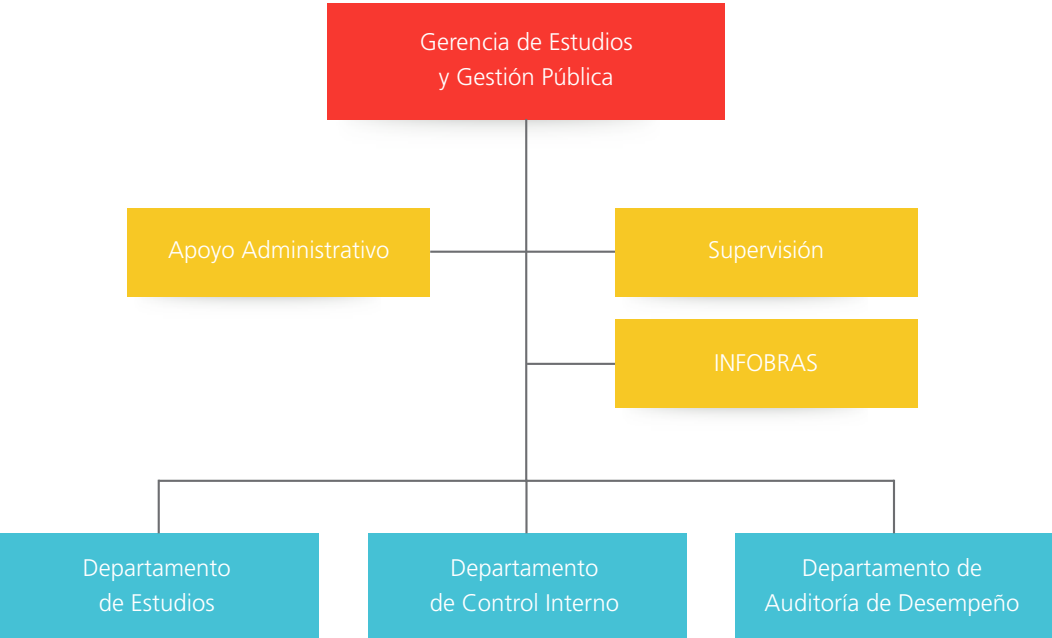 Gerencia de Estudios
y Gestión Pública
Apoyo Administrativo
Supervisión
INFOBRAS
Departamento
de Estudios
Departamento
de Control Interno
Departamento de
Auditoría de Desempeño